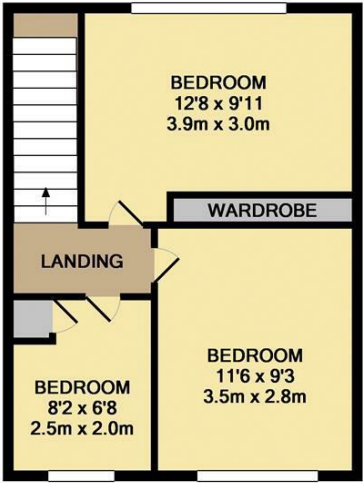 BEDROOM
12'8 x 9'11
3.9m x 3.0m
WARDROBE
LANDING
BEDROOM
11'6 x 9'3
3.5m x 2.8m
BEDROOM
8'2 x 6'8
2.5m x 2.0m